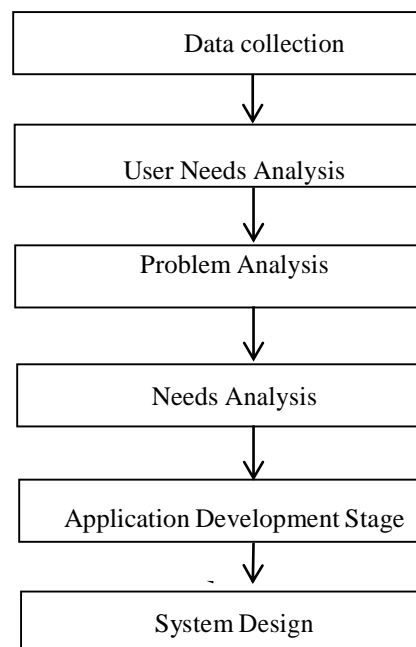 Data collection
User Needs Analysis
Problem Analysis
Needs Analysis
Application Development Stage
System Design